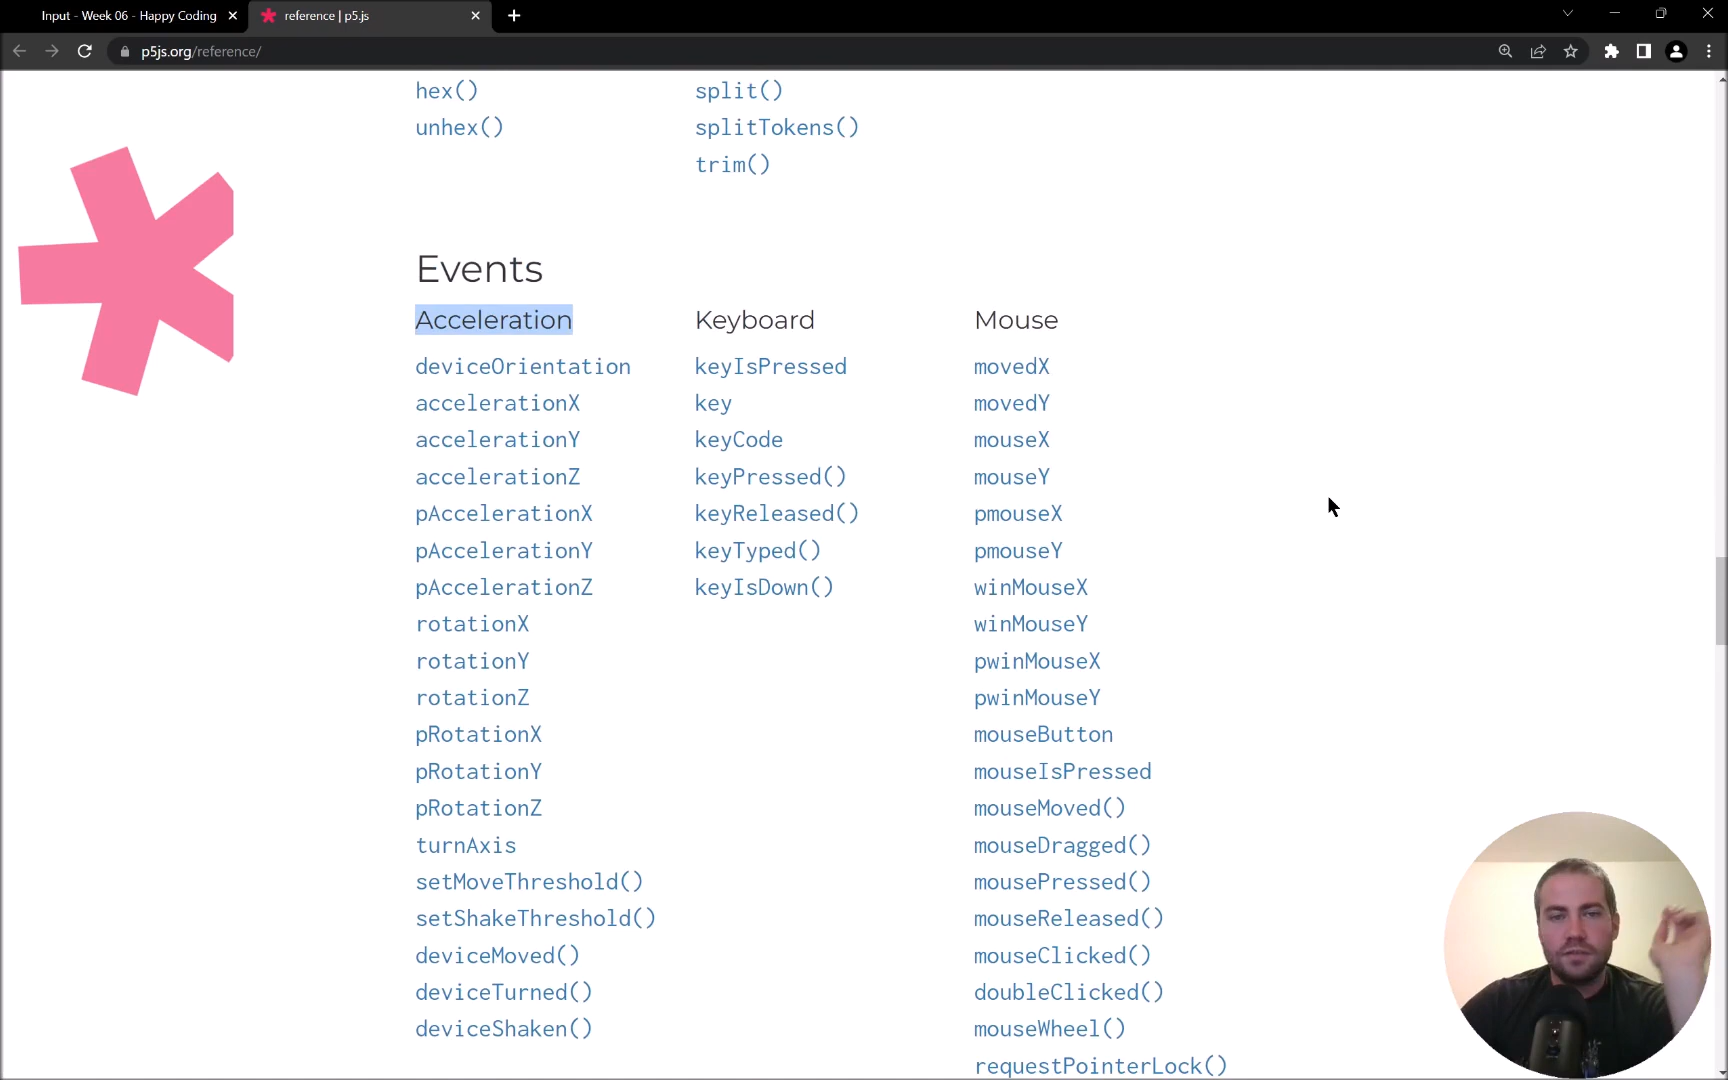 Input - Week 06 - Happy Coding
reference | p5.js
p5js.org/reference/
hex()
unhex()
split()
splitTokens()
trim()
Events
Acceleration
deviceOrientation
accelerationX
accelerationY
accelerationZ
pAccelerationX
pAccelerationY
pAccelerationZ
rotationX
rotationY
rotationZ
pRotationX
pRotationY
pRotationZ
turnAxis
setMoveThreshold()
setShakeThreshold()
deviceMoved()
deviceTurned()
deviceShaken()
Keyboard
keyIsPressed
key
keyCode
keyPressed()
keyReleased()
keyTyped()
keyIsDown()
Mouse
movedX
movedY
mouseX
mouseY
pmouseX
pmouseY
winMouseX
winMouseY
pwinMouseX
pwinMouseY
mouseButton
mouseIsPressed
mouseMoved()
mouseDragged()
mousePressed()
mouseReleased()
mouseClicked()
doubleClicked()
mouseWheel()
requestPointerLock()